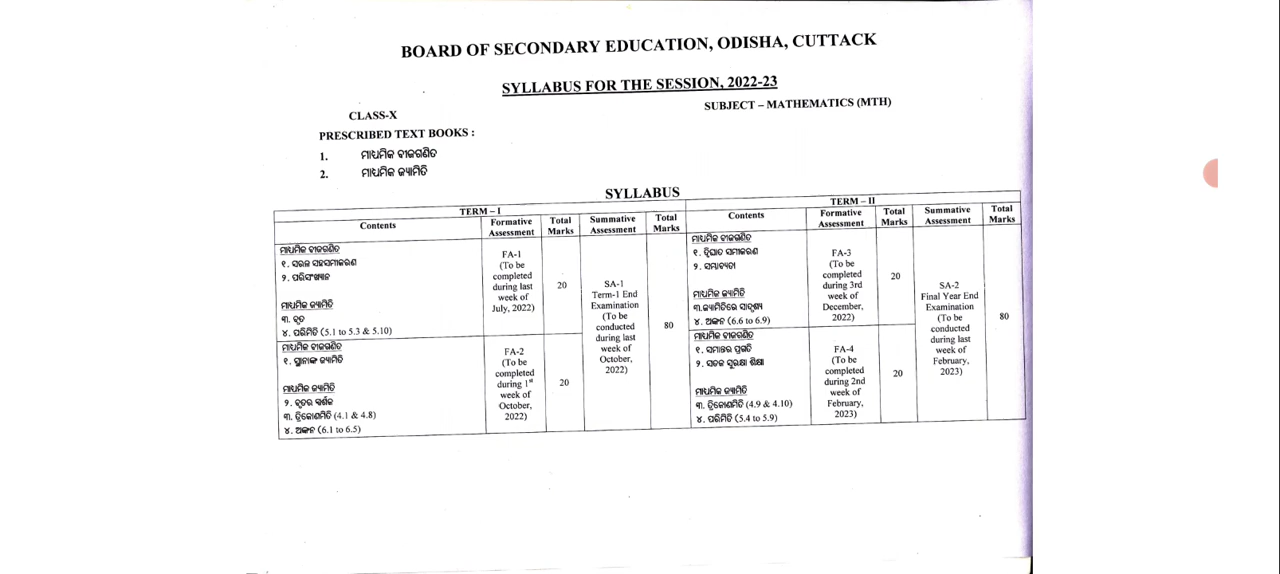 BOARD OF SECONDARY EDUCATION, ODISHA, CUTTACK
SYLLABUS FOR THE SESSION, 2022-23
CLASS-X
SUBJECT – MATHEMATICS (MTH)
PRESCRIBED TEXT BOOKS :
1. ମାଧ୍ୟମିକ ବୀଜଗଣିତ
2. ମାଧ୍ୟମିକ ଜ୍ୟାମିତି
SYLLABUS
TERM – I
Contents
Formative Assessment
Total Marks
Summative Assessment
Total Marks
ମାଧ୍ୟମିକ ବୀଜଗଣିତ
୧. ସରଳ ସହସମୀକରଣ
୨. ପରିସଂଖ୍ୟାନ
ମାଧ୍ୟମିକ ଜ୍ୟାମିତି
୩. ବୃତ
୪. ପରିମିତି (5.1 to 5.3 & 5.10)
FA-1
(To be
completed
during last
week of
July, 2022)
20
ମାଧ୍ୟମିକ ବୀଜଗଣିତ
୧. ସ୍ଥାନାଙ୍କ ଜ୍ୟାମିତି
ମାଧ୍ୟମିକ ଜ୍ୟାମିତି
୨. ବୃତର ସ୍ପର୍ଶକ
୩. ତ୍ରିକୋଣମିତି (4.1 & 4.8)
୪. ଅଙ୍କନ (6.1 to 6.5)
FA-2
(To be
completed
during 1st
week of
October,
2022)
20
SA-1
Term-1 End
Examination
(To be
conducted
during last
week of
October,
2022)
80
TERM – II
Contents
Formative Assessment
Total Marks
Summative Assessment
Total Marks
ମାଧ୍ୟମିକ ବୀଜଗଣିତ
୧. ଦ୍ୱିଘାତ ସମୀକରଣ
୨. ସମ୍ଭାବ୍ୟତା
ମାଧ୍ୟମିକ ଜ୍ୟାମିତି
୩.ଜ୍ୟାମିତିରେ ସାଦୃଶ୍ୟ
୪. ଅଙ୍କନ (6.6 to 6.9)
FA-3
(To be
completed
during 3rd
week of
December,
2022)
20
ମାଧ୍ୟମିକ ବୀଜଗଣିତ
୧. ସମାନ୍ତର ପ୍ରଗତି
୨. ସଡକ ସୁରକ୍ଷା ଶିକ୍ଷା
ମାଧ୍ୟମିକ ଜ୍ୟାମିତି
୩. ତ୍ରିକୋଣମିତି (4.9 & 4.10)
୪. ପରିମିତି (5.4 to 5.9)
FA-4
(To be
completed
during 2nd
week of
February,
2023)
20
SA-2
Final Year End
Examination
(To be
conducted
during last
week of
February,
2023)
80